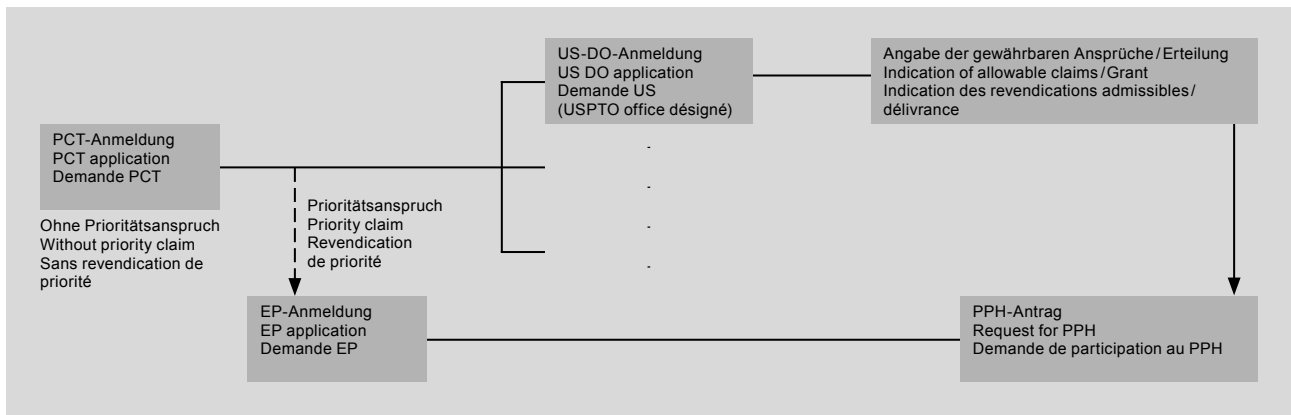 US-DO-Anmeldung
US DO application
Demande US
(USPTO office désigné)
Angabe der gewährbaren Ansprüche/Erteilung
Indication of allowable claims/Grant
Indication des revendications admissibles/
délivrance
PCT-Anmeldung
PCT application
Demande PCT
Ohne Prioritätsanspruch
Without priority claim
Sans revendication de
priorité
Prioritätsanspruch
Priority claim
Revendication
de priorité
EP-Anmeldung
EP application
Demande EP
PPH-Antrag
Request for PPH
Demande de participation au PPH